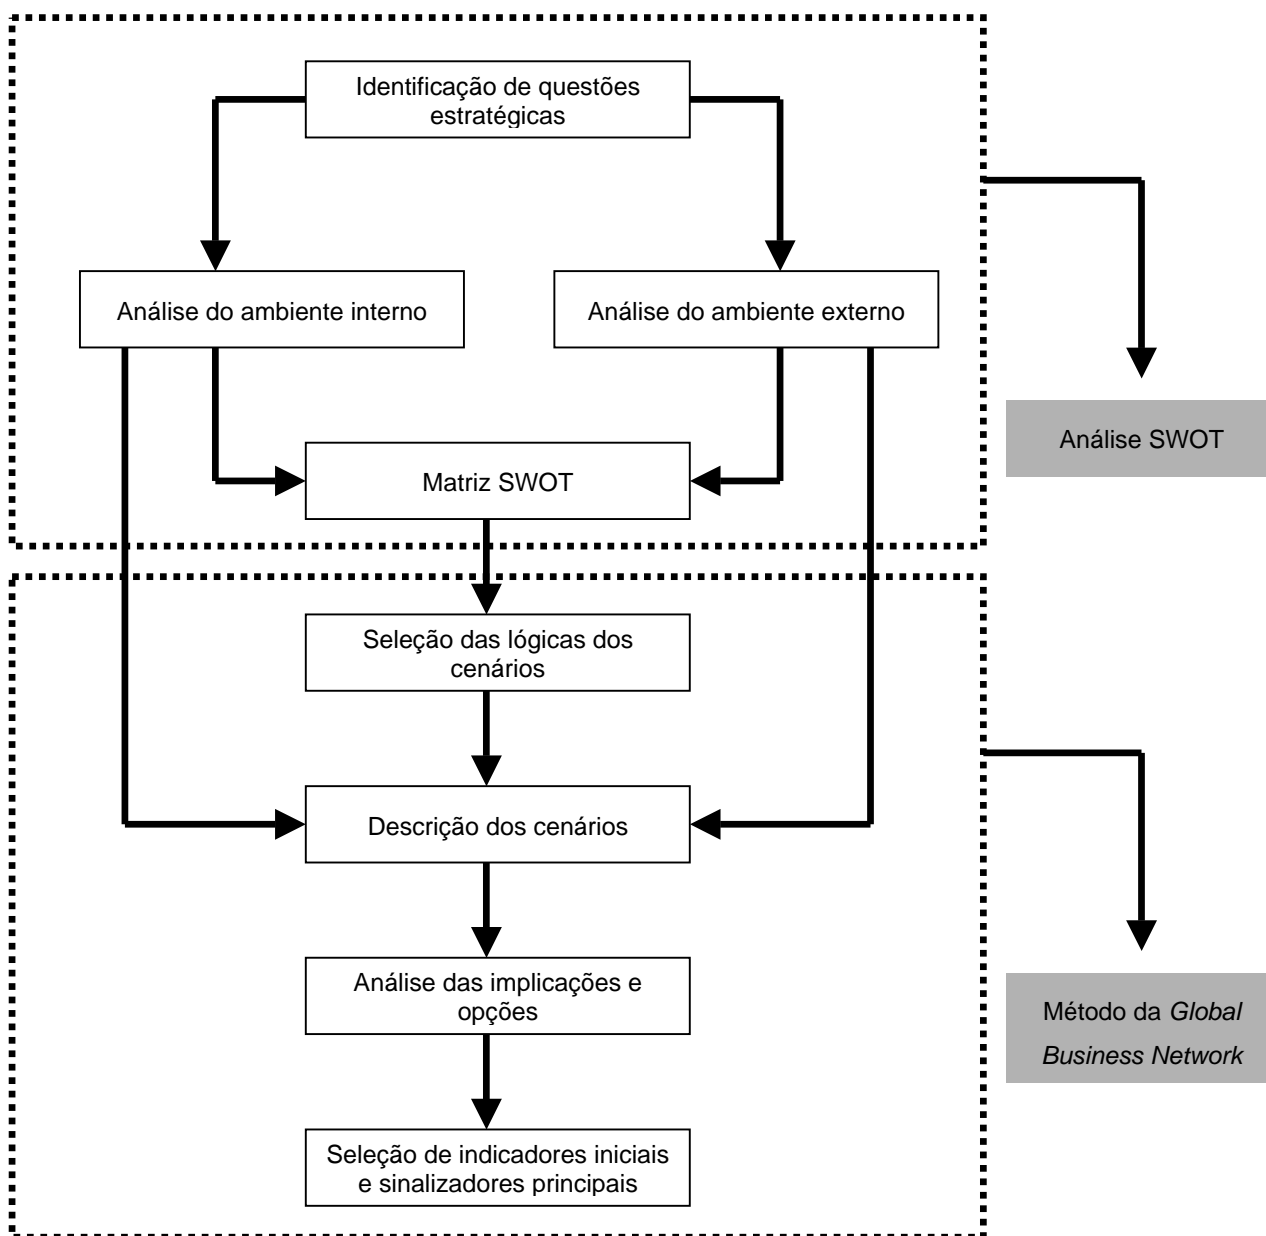 Identificação de questões
estratégicas
Análise do ambiente interno
Análise do ambiente externo
Análise SWOT
Matriz SWOT
Seleção das lógicas dos
cenários
Descrição dos cenários
Análise das implicações e
opções
Método da Global
Business Network
Seleção de indicadores iniciais
e sinalizadores principais